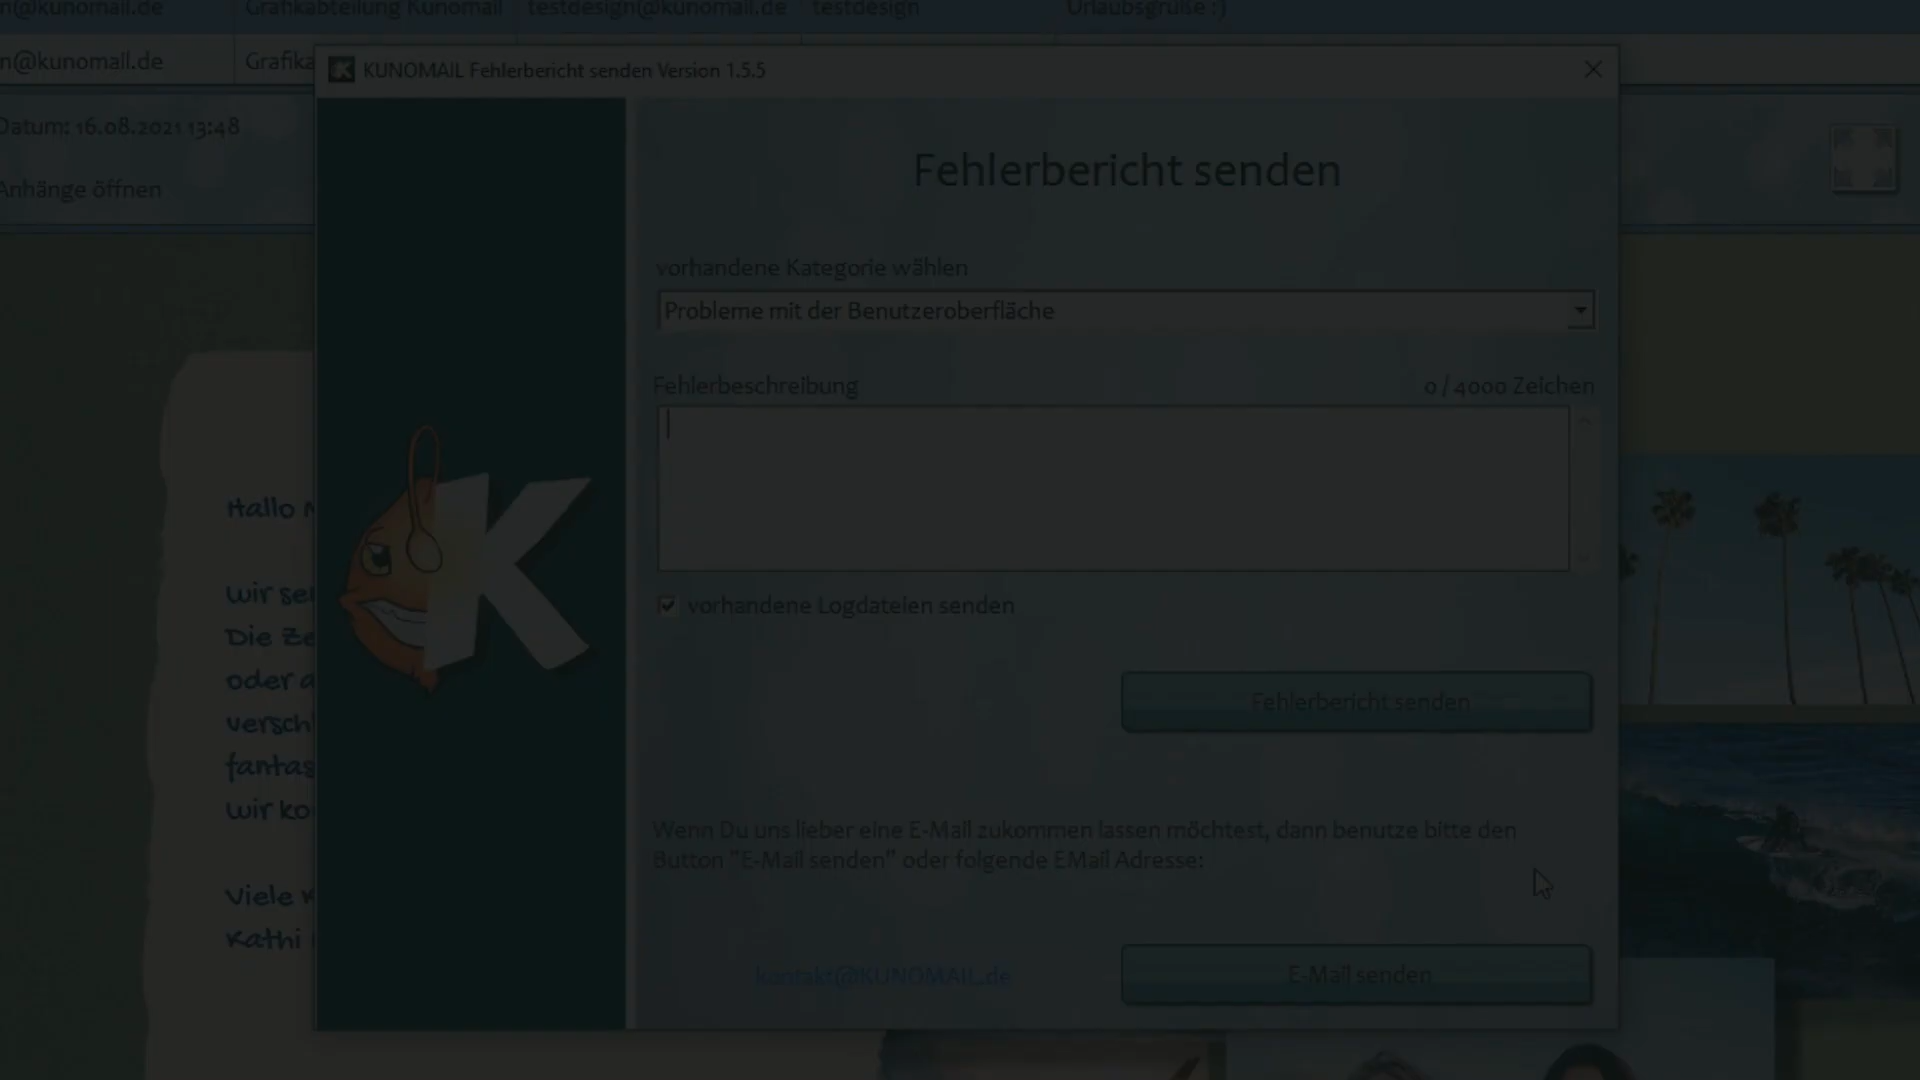 n@kunomail.de Grafikabteilung Kunomail testdesign@kunomail.de testdesign Urlaubsgrüße :)
n@kunomail.de Grafika
KUNOMAIL Fehlerbericht senden Version 1.5.5
Datum: 16.08.2021 13:48
Anhänge öffnen
Fehlerbericht senden
vorhandene Kategorie wählen
Probleme mit der Benutzeroberfläche
Fehlerbeschreibung 0 / 4000 Zeichen
vorhandene Logdateien senden
Fehlerbericht senden
Wenn Du uns lieber eine E-Mail zukommen lassen möchtest, dann benutze bitte den
Button "E-Mail senden" oder folgende EMail Adresse:
kontakt@KUNOMAIL.de E-Mail senden
K
Hallo
Wir se
Die Ze
oder a
versch
fantas
Wir ko
Viele
Kathi